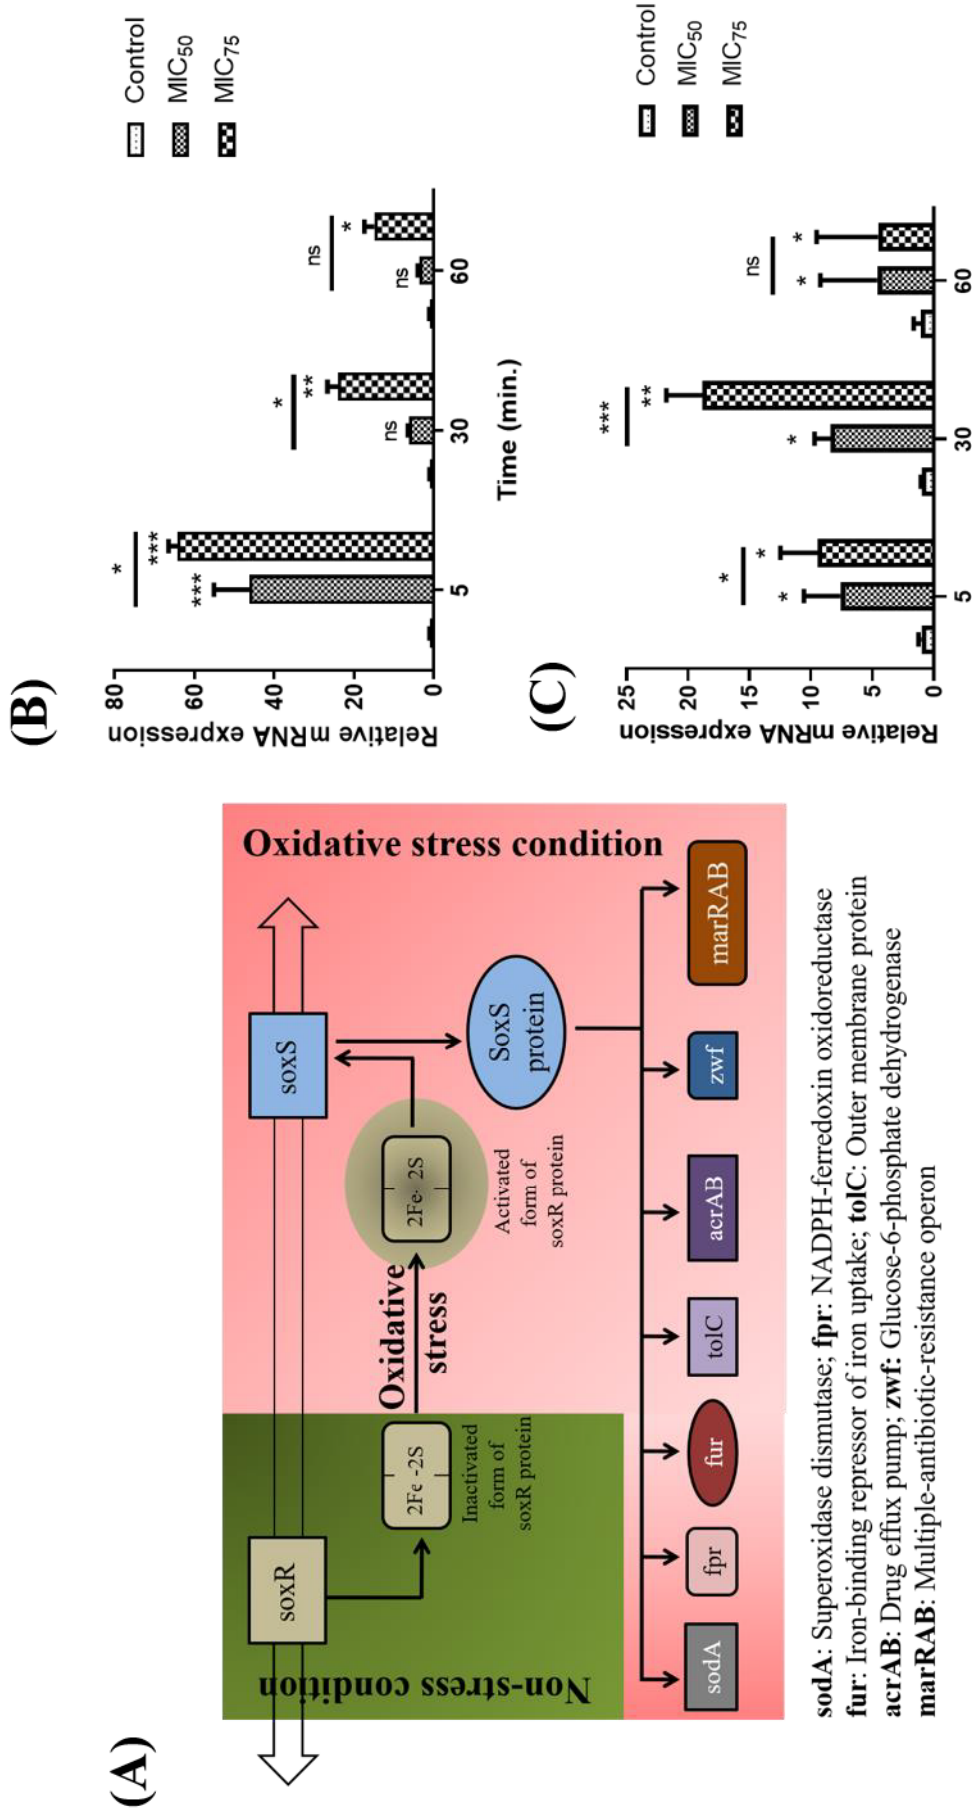 (A)
soxR
soxS
Non-stress condition
Oxidative stress condition
2Fe -2S
Inactivated
form of
soxR protein
Oxidative
stress
2Fe- 2S
Activated
form of
soxR protein
SoxS
protein
sodA
fpr
fur
tolC
acrAB
zwf
marRAB
sodA: Superoxidase dismutase; fpr: NADPH-ferredoxin oxidoreductase
fur: Iron-binding repressor of iron uptake; tolC: Outer membrane protein
acrAB: Drug efflux pump; zwf: Glucose-6-phosphate dehydrogenase
marRAB: Multiple-antibiotic-resistance operon
(B)
Relative mRNA expression
80
60
40
20
0
*
***
***
*
ns
**
ns
ns
*
5
30
60
Time (min.)
Control
MIC50
MIC75
(C)
Relative mRNA expression
25
20
15
10
5
0
*
*
*
***
*
**
ns
*
*
5
30
60
Control
MIC50
MIC75